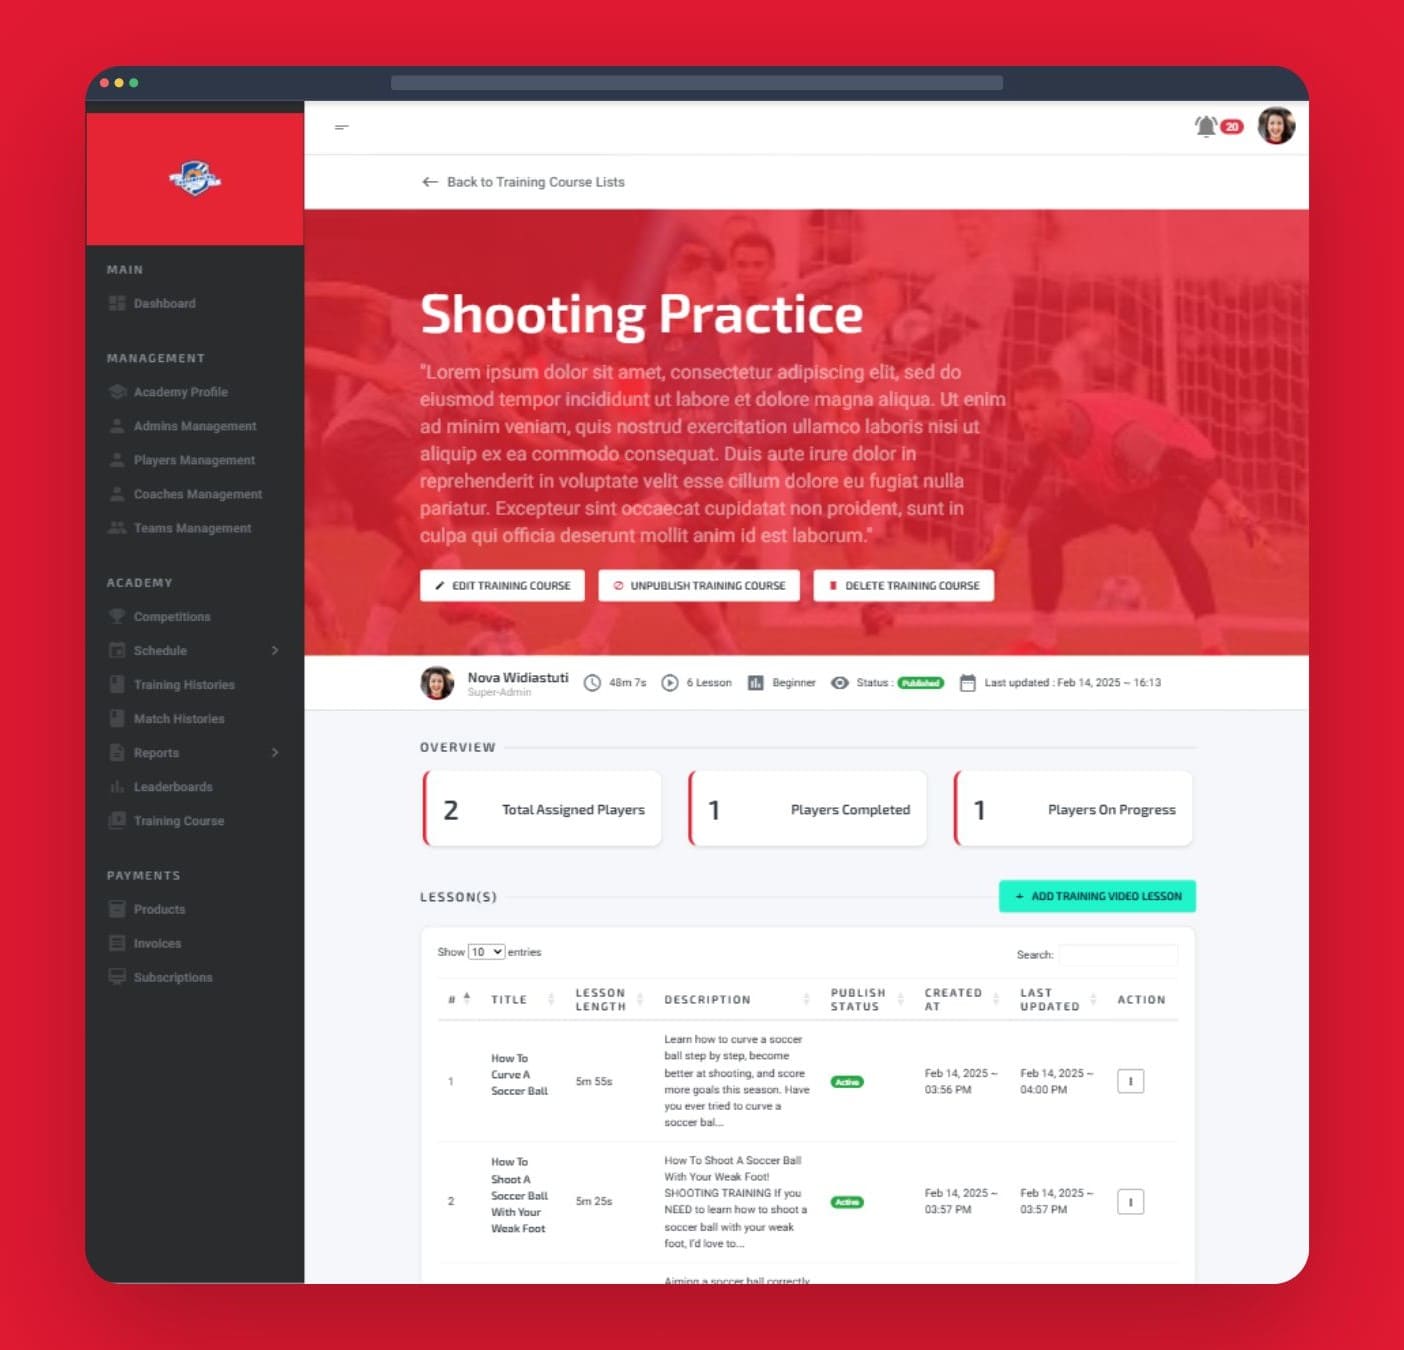 20
Back to Training Course Lists
MAIN
Dashboard
MANAGEMENT
Academy Profile
Admins Management
Players Management
Coaches Management
Teams Management
ACADEMY
Competitions
Schedule
Training Histories
Match Histories
Reports
Leaderboards
Training Course
PAYMENTS
Products
Invoices
Subscriptions
Shooting Practice
"Lorem ipsum dolor sit amet, consectetur adipiscing elit, sed do
eiusmod tempor incididunt ut labore et dolore magna aliqua. Ut enim
ad minim veniam, quis nostrud exercitation ullamco laboris nisi ut
aliquip ex ea commodo consequat. Duis aute irure dolor in
reprehenderit in voluptate velit esse cillum dolore eu fugiat nulla
pariatur. Excepteur sint occaecat cupidatat non proident, sunt in
culpa qui officia deserunt mollit anim id est laborum."
EDIT TRAINING COURSE UNPUBLISH TRAINING COURSE DELETE TRAINING COURSE
Nova Widiastuti
Super-Admin
48m 7s 6 Lesson Beginner Status : Published Last updated : Feb 14, 2025 ~ 16:13
OVERVIEW
2 Total Assigned Players 1 Players Completed 1 Players On Progress
LESSON(S) + ADD TRAINING VIDEO LESSON
Show 10 entries Search:
# TITLE LESSON LENGTH DESCRIPTION PUBLISH STATUS CREATED AT LAST UPDATED ACTION
1
How To
Curve A
Soccer Ball
5m 55s
Learn how to curve a soccer
ball step by step, become
better at shooting, and score
more goals this season. Have
you ever tried to curve a
soccer bal...
Active
Feb 14, 2025 ~
03:56 PM
Feb 14, 2025 ~
04:00 PM
2
How To
Shoot A
Soccer Ball
With Your
Weak Foot
5m 25s
How To Shoot A Soccer Ball
With Your Weak Foot!
SHOOTING TRAINING If you
NEED to learn how to shoot a
soccer ball with your weak
foot, I'd love to...
Active
Feb 14, 2025 ~
03:57 PM
Feb 14, 2025 ~
03:57 PM
Aiming a soccer ball correctly